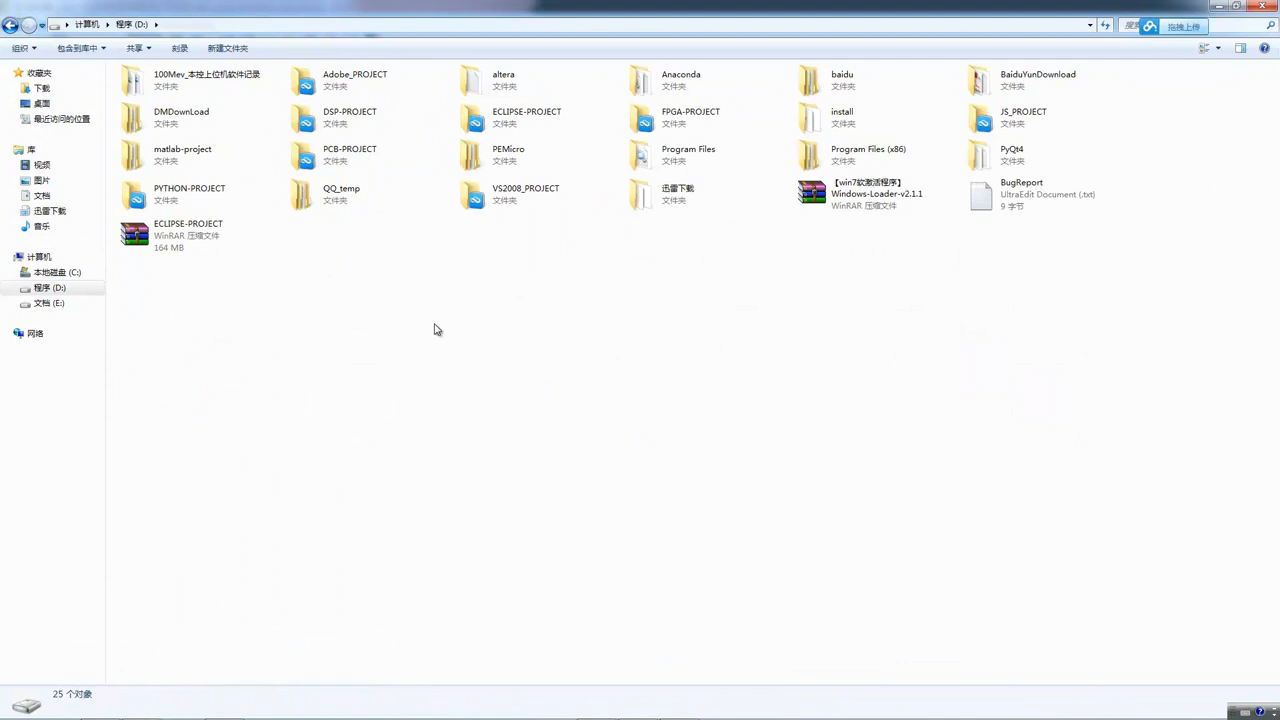 计算机
程序 (D:)
拖拽上传
组织
包含到库中
共享
刻录
新建文件夹
收藏夹
下载
桌面
最近访问的位置
库
视频
图片
文档
迅雷下载
音乐
计算机
本地磁盘 (C:)
程序 (D:)
文档 (E:)
网络
100Mev_本控上位机软件记录
文件夹
Adobe_PROJECT
文件夹
altera
文件夹
Anaconda
文件夹
baidu
文件夹
BaiduYunDownload
文件夹
DMDownLoad
文件夹
DSP-PROJECT
文件夹
ECLIPSE-PROJECT
文件夹
FPGA-PROJECT
文件夹
install
文件夹
JS_PROJECT
文件夹
matlab-project
文件夹
PCB-PROJECT
文件夹
PEMicro
文件夹
Program Files
文件夹
Program Files (x86)
文件夹
PyQt4
文件夹
PYTHON-PROJECT
文件夹
QQ_temp
文件夹
VS2008_PROJECT
文件夹
迅雷下载
文件夹
【win7软激活程序】
Windows-Loader-v2.1.1
WinRAR 压缩文件
BugReport
UltraEdit Document (.txt)
9 字节
ECLIPSE-PROJECT
WinRAR 压缩文件
164 MB
25 个对象